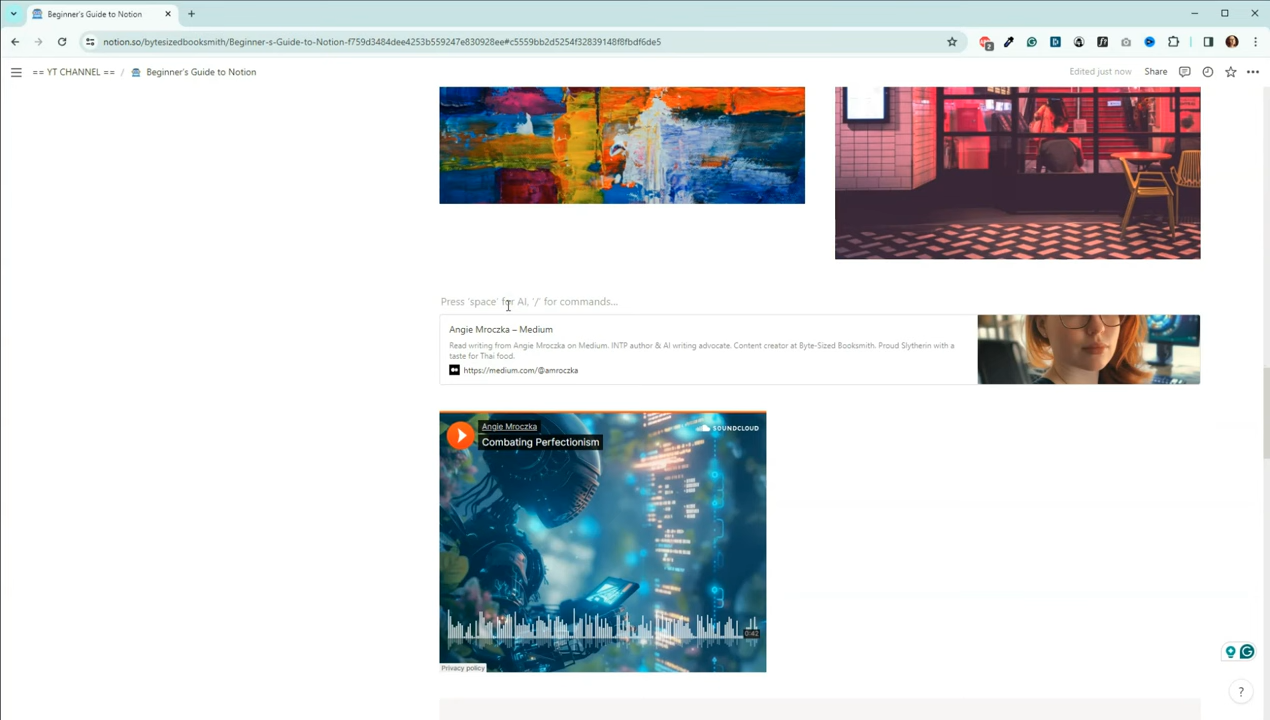 Beginner's Guide to Notion
notion.so/bytesizedbooksmith/Beginner-s-Guide-to-Notion-f759d3484dee4253b559247e830928ee#c5559bb2d5254f32839148f8fbdf6de5
2
== YT CHANNEL == / Beginner's Guide to Notion
Edited just now
Share
Press 'space' for AI, '/' for commands...
Angie Mroczka – Medium
Read writing from Angie Mroczka on Medium. INTP author & AI writing advocate. Content creator at Byte-Sized Booksmith. Proud Slytherin with a
taste for Thai food.
https://medium.com/@amroczka
Angie Mroczka
SOUNDCLOUD
Combating Perfectionism
0:42
Privacy policy
?